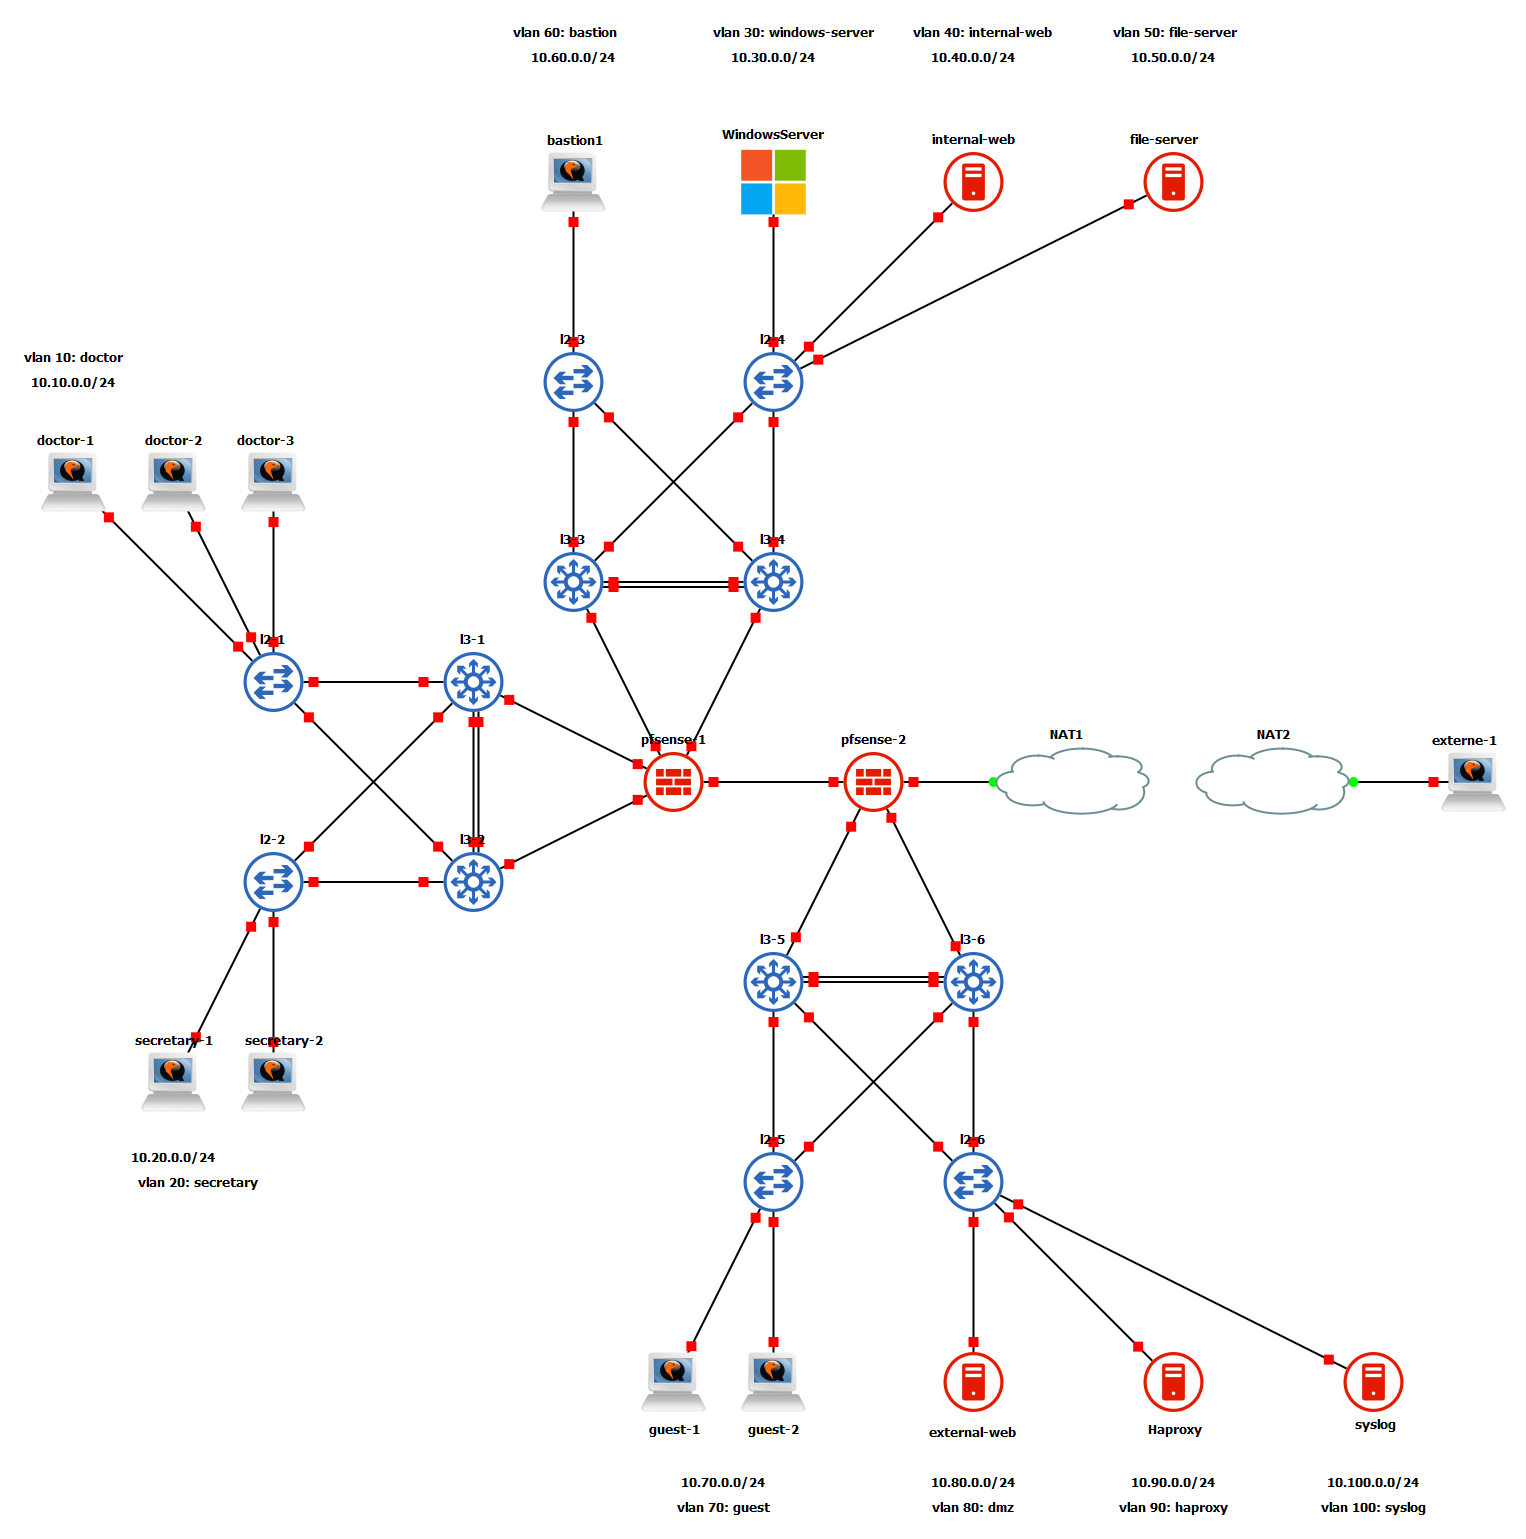 vlan 60: bastion
vlan 30: windows-server
vlan 40: internal-web
vlan 50: file-server
10.60.0.0/24
10.30.0.0/24
10.40.0.0/24
10.50.0.0/24
bastion1
WindowsServer
internal-web
file-server
l2-3
l2-4
vlan 10: doctor
10.10.0.0/24
doctor-1
doctor-2
doctor-3
l3-3
l3-4
l2-1
l3-1
pfsense-1
pfsense-2
NAT1
NAT2
externe-1
l2-2
l3-2
l3-5
l3-6
secretary-1
secretary-2
l2-5
l2-6
10.20.0.0/24
vlan 20: secretary
guest-1
guest-2
external-web
Haproxy
syslog
10.70.0.0/24
10.80.0.0/24
10.90.0.0/24
10.100.0.0/24
vlan 70: guest
vlan 80: dmz
vlan 90: haproxy
vlan 100: syslog